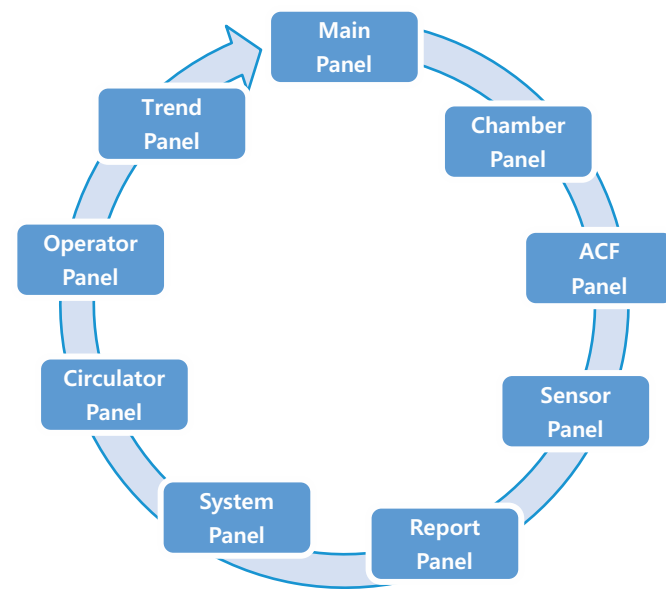 Main
Panel
Chamber
Panel
ACF
Panel
Sensor
Panel
Report
Panel
System
Panel
Circulator
Panel
Operator
Panel
Trend
Panel